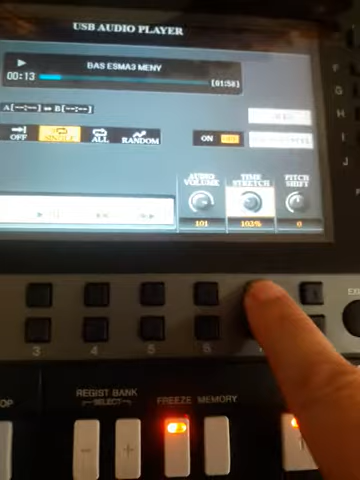 USB AUDIO PLAYER
BAS ESMA3 MENY
00:13 [01:58]
A[--:--] ↔ B[--:--]
OFF SINGLE ALL RANDOM
ON OFF
AUDIO VOLUME
TIME STRETCH
PITCH SHIFT
101 102% 0
3 4 5 6
REGIST BANK
SELECT
FREEZE MEMORY
- +
F
G
H
I
J